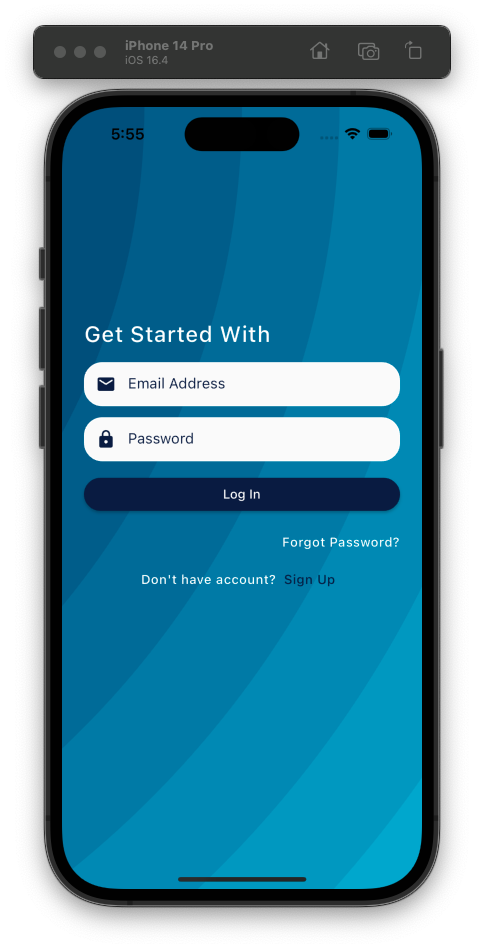 iPhone 14 Pro
iOS 16.4
5:55
Get Started With
Email Address
Password
Log In
Forgot Password?
Don't have account? Sign Up